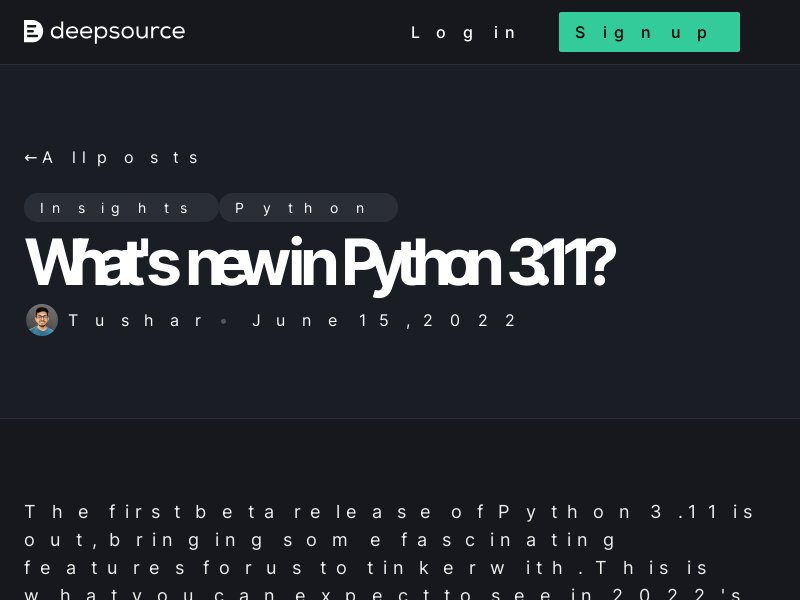 deepsource
Log in
Sign up
←All posts
Insights
Python
What's new in Python 3.11?
Tushar • June 15, 2022
The first beta release of Python 3.11 is
out, bringing some fascinating
features for us to tinker with. This is
what you can expect to see in 2022's